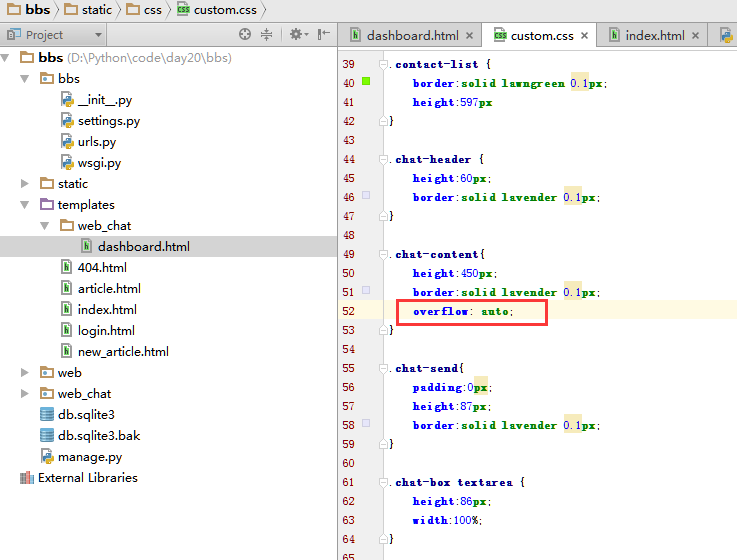 bbs static css custom.css
Project
bbs (D:\Python\code\day20\bbs)
bbs
__init__.py
settings.py
urls.py
wsgi.py
static
templates
web_chat
dashboard.html
404.html
article.html
index.html
login.html
new_article.html
web
web_chat
db.sqlite3
db.sqlite3.bak
manage.py
External Libraries
dashboard.html custom.css index.html
39 .contact-list {
40 border:solid lawngreen 0.1px;
41 height:597px
42 }
43
44 .chat-header {
45 height:60px;
46 border:solid lavender 0.1px;
47 }
48
49 .chat-content{
50 height:450px;
51 border:solid lavender 0.1px;
52 overflow: auto;
53 }
54
55 .chat-send{
56 padding:0px;
57 height:87px;
58 border:solid lavender 0.1px;
59 }
60
61 .chat-box textarea {
62 height:86px;
63 width:100%;
64 }
65